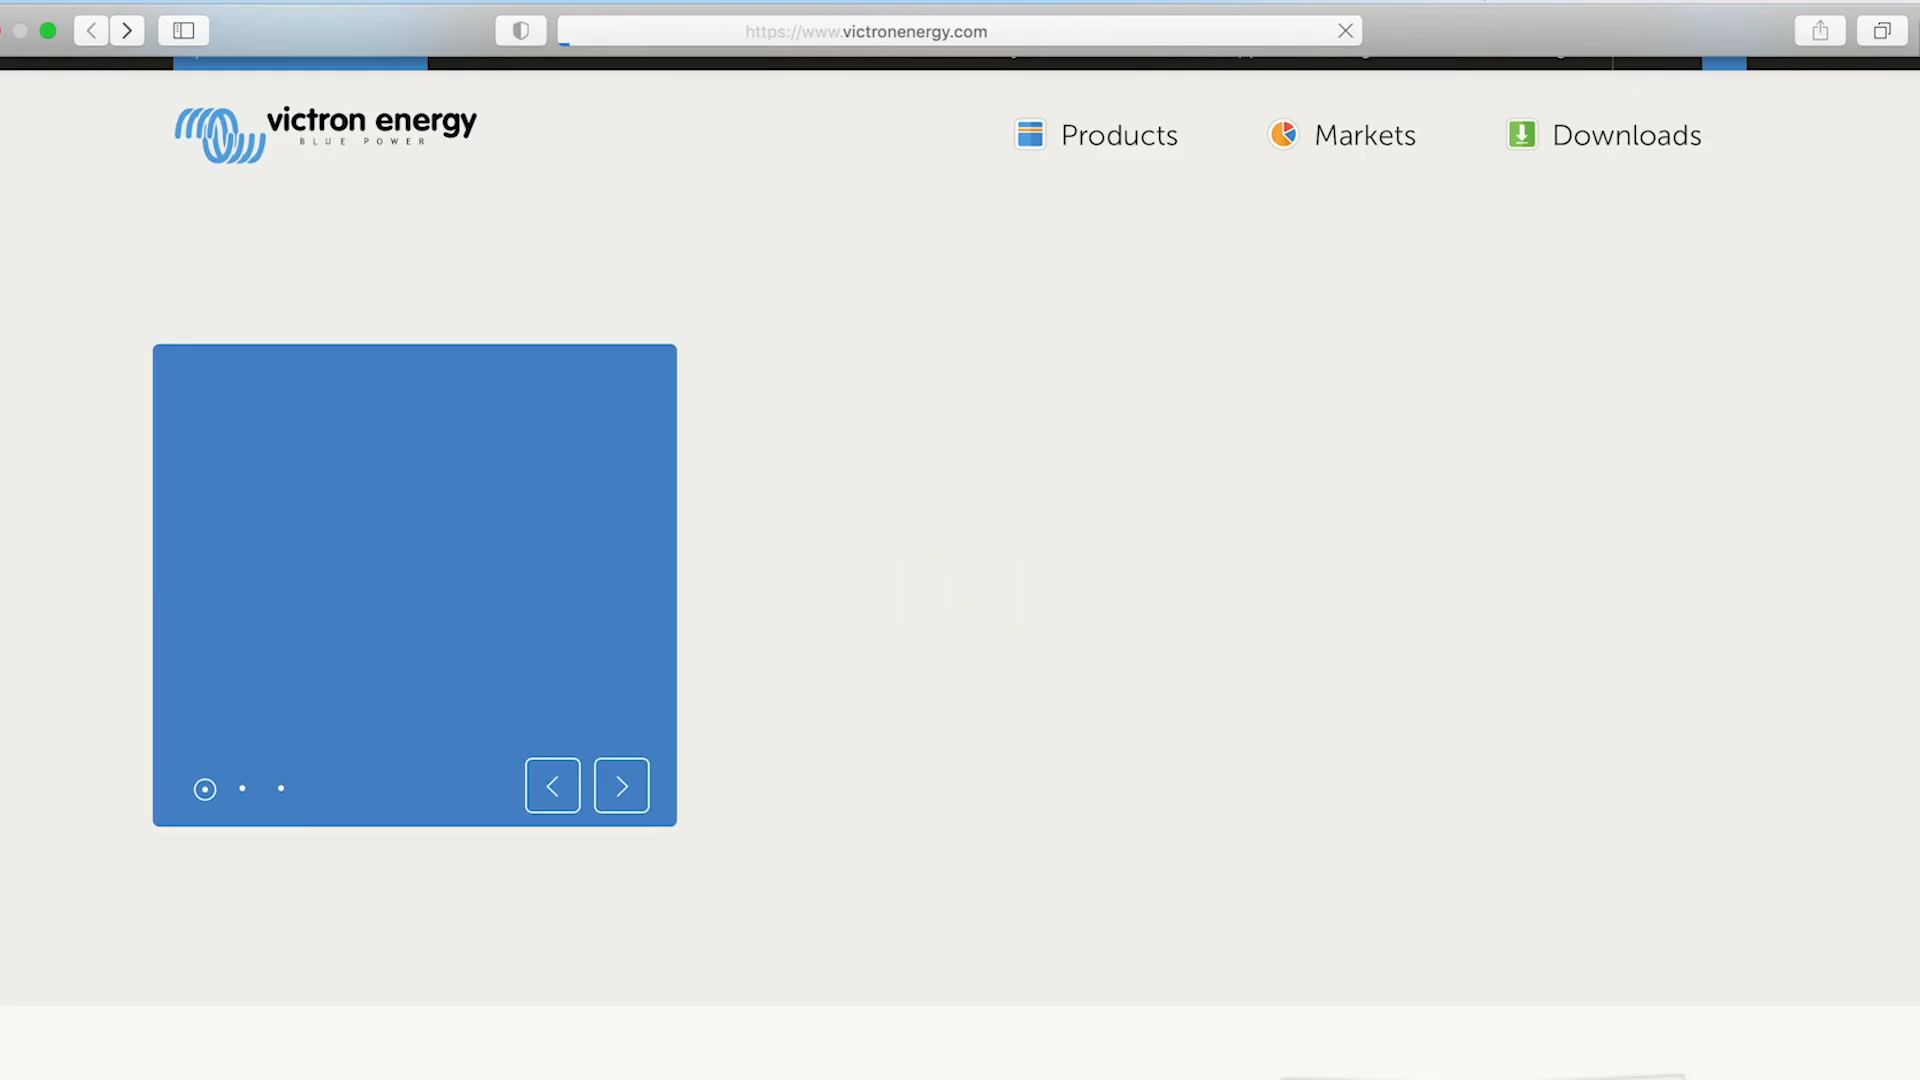 https://www.victronenergy.com
victron energy
BLUE POWER
Products
Markets
Downloads